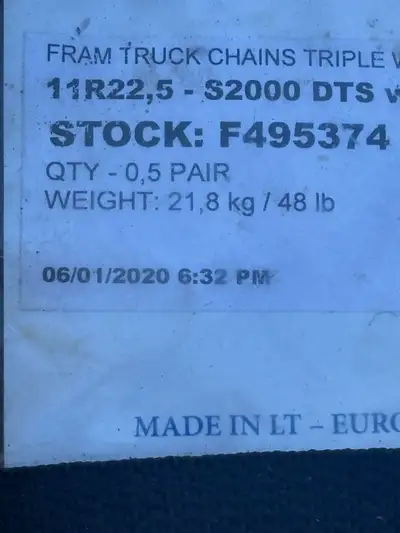 FRAM TRUCK CHAINS TRIPLE
11R22,5 - S2000 DTS
STOCK: F495374
QTY - 0,5 PAIR
WEIGHT: 21,8 kg / 48 lb
06/01/2020 6:32 PM
MADE IN LT – EURO